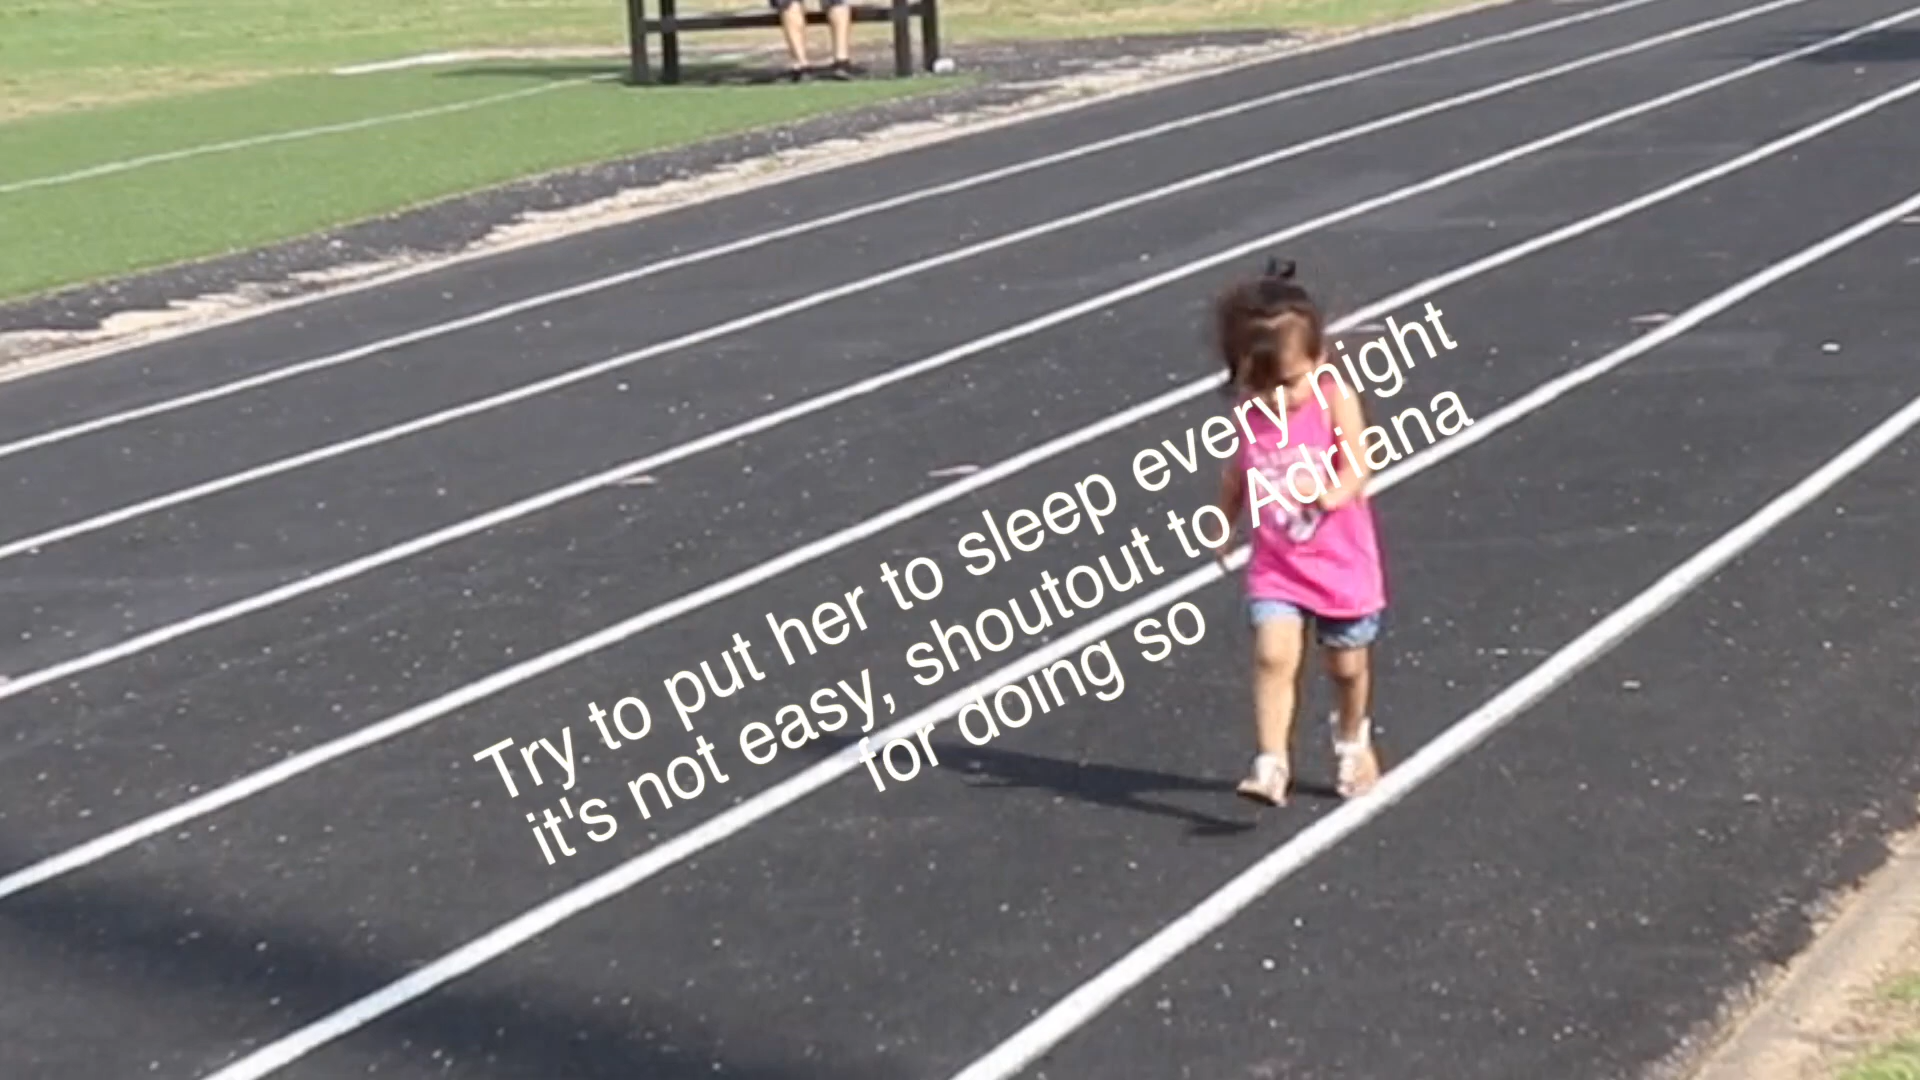 Try to put her to sleep every night
it's not easy, shoutout to Adriana
for doing so